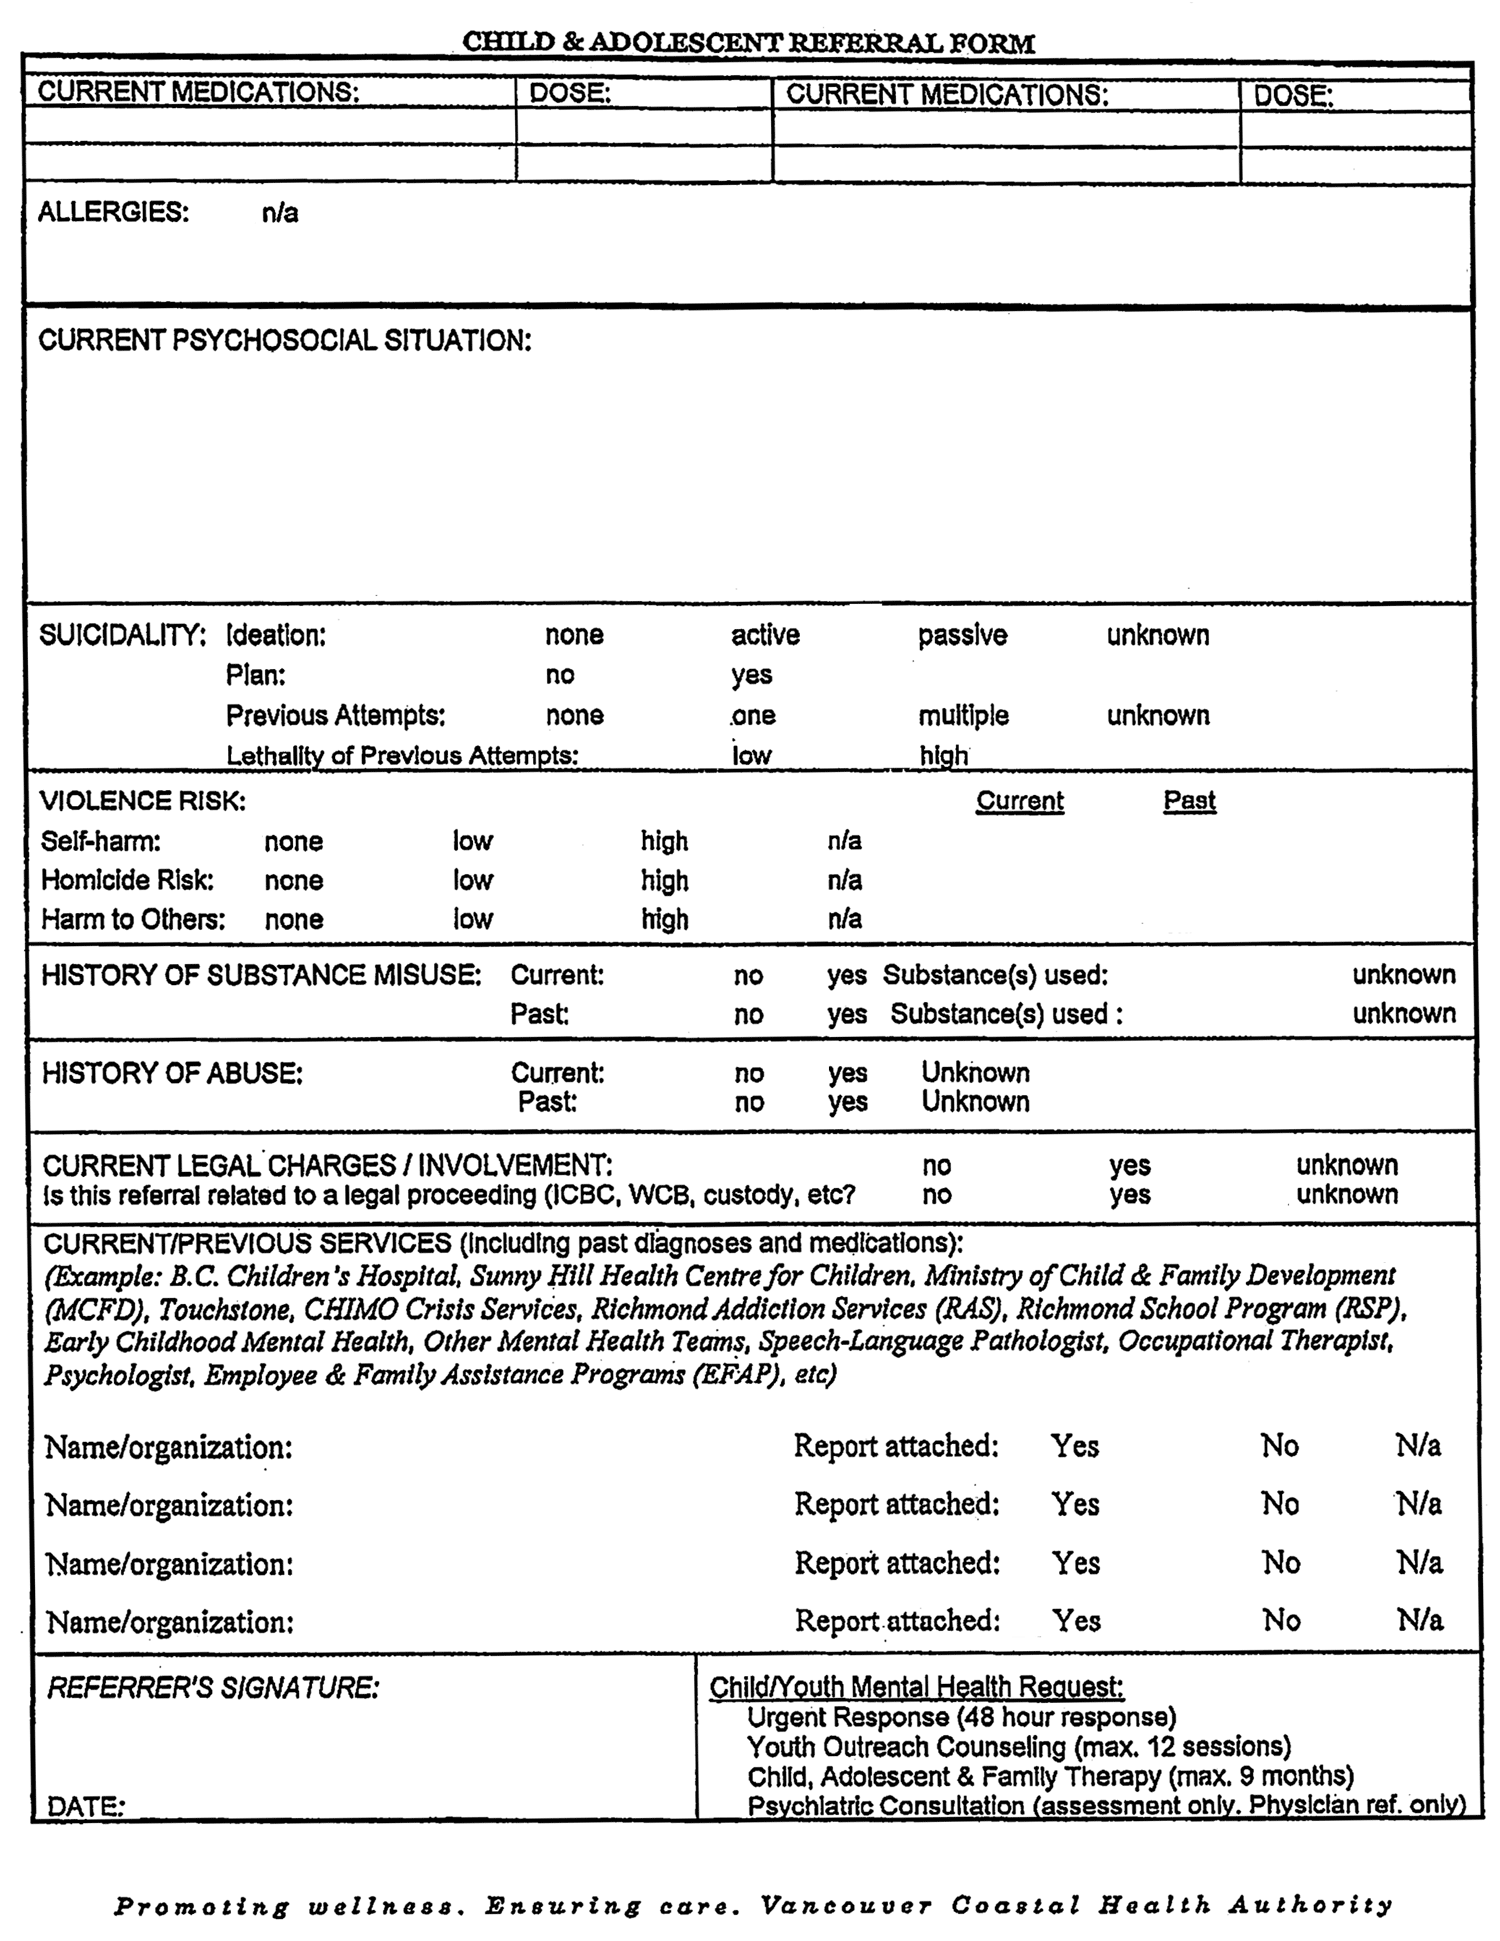 CHILD & ADOLESCENT REFERRAL FORM
CURRENT MEDICATIONS: DOSE: CURRENT MEDICATIONS: DOSE:
ALLERGIES: n/a
CURRENT PSYCHOSOCIAL SITUATION:
SUICIDALITY: Ideation: none active passive unknown
Plan: no yes
Previous Attempts: none one multiple unknown
Lethality of Previous Attempts: low high
VIOLENCE RISK: Current Past
Self-harm: none low high n/a
Homicide Risk: none low high n/a
Harm to Others: none low high n/a
HISTORY OF SUBSTANCE MISUSE: Current: no yes Substance(s) used: unknown
Past: no yes Substance(s) used : unknown
HISTORY OF ABUSE: Current: no yes Unknown
Past: no yes Unknown
CURRENT LEGAL CHARGES / INVOLVEMENT: no yes unknown
Is this referral related to a legal proceeding (ICBC, WCB, custody, etc? no yes unknown
CURRENT/PREVIOUS SERVICES (including past diagnoses and medications):
(Example: B.C. Children's Hospital, Sunny Hill Health Centre for Children, Ministry of Child & Family Development
(MCFD), Touchstone, CHIMO Crisis Services, Richmond Addiction Services (RAS), Richmond School Program (RSP),
Early Childhood Mental Health, Other Mental Health Teams, Speech-Language Pathologist, Occupational Therapist,
Psychologist, Employee & Family Assistance Programs (EFAP), etc)
Name/organization: Report attached: Yes No N/a
Name/organization: Report attached: Yes No N/a
Name/organization: Report attached: Yes No N/a
Name/organization: Report attached: Yes No N/a
REFERRER'S SIGNATURE:
DATE:
Child/Youth Mental Health Request:
Urgent Response (48 hour response)
Youth Outreach Counseling (max. 12 sessions)
Child, Adolescent & Family Therapy (max. 9 months)
Psychiatric Consultation (assessment only. Physician ref. only)
Promoting wellness. Ensuring care. Vancouver Coastal Health Authority